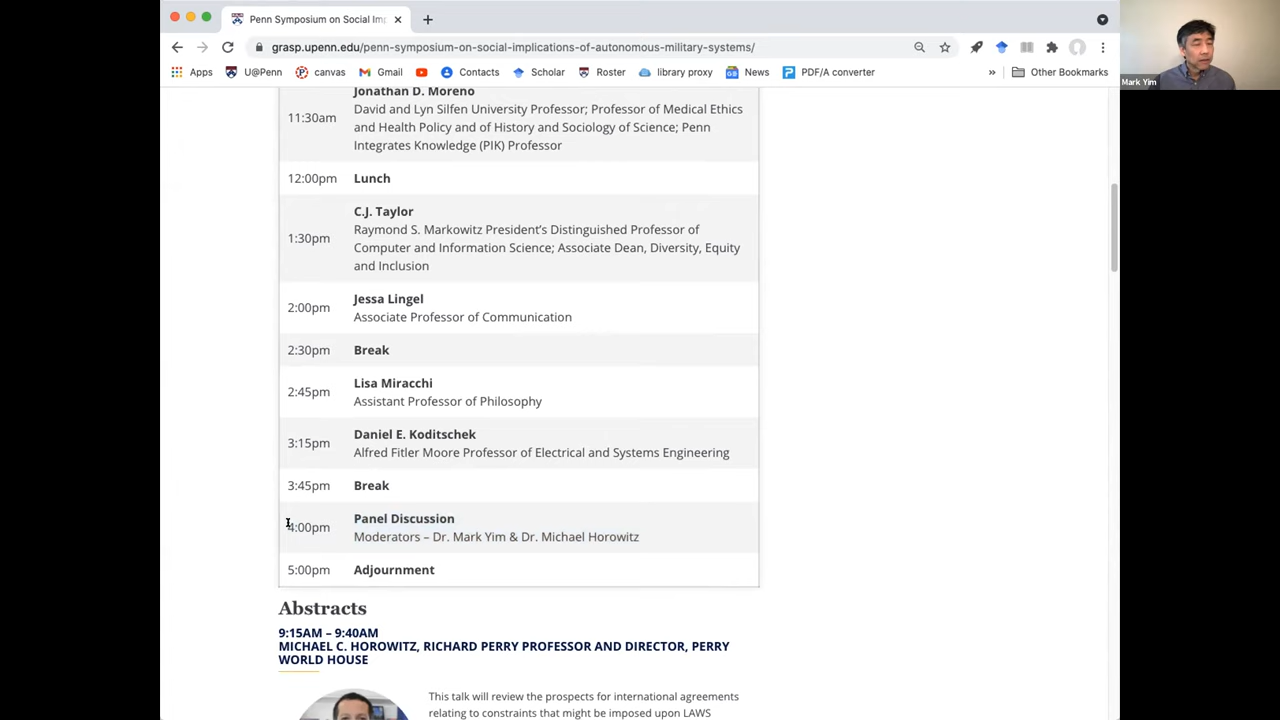 Penn Symposium on Social Im
grasp.upenn.edu/penn-symposium-on-social-implications-of-autonomous-military-systems/
Apps U@Penn canvas Gmail Contacts Scholar Roster library proxy News PDF/A converter » Other Bookmarks
Mark Yim
Jonathan D. Moreno
11:30am
David and Lyn Silfen University Professor; Professor of Medical Ethics
and Health Policy and of History and Sociology of Science; Penn
Integrates Knowledge (PIK) Professor
12:00pm Lunch
C.J. Taylor
1:30pm
Raymond S. Markowitz President’s Distinguished Professor of
Computer and Information Science; Associate Dean, Diversity, Equity
and Inclusion
2:00pm
Jessa Lingel
Associate Professor of Communication
2:30pm Break
2:45pm
Lisa Miracchi
Assistant Professor of Philosophy
3:15pm
Daniel E. Koditschek
Alfred Fitler Moore Professor of Electrical and Systems Engineering
3:45pm Break
4:00pm
Panel Discussion
Moderators – Dr. Mark Yim & Dr. Michael Horowitz
5:00pm Adjournment
Abstracts
9:15AM – 9:40AM
MICHAEL C. HOROWITZ, RICHARD PERRY PROFESSOR AND DIRECTOR, PERRY
WORLD HOUSE
This talk will review the prospects for international agreements
relating to constraints that might be imposed upon LAWS